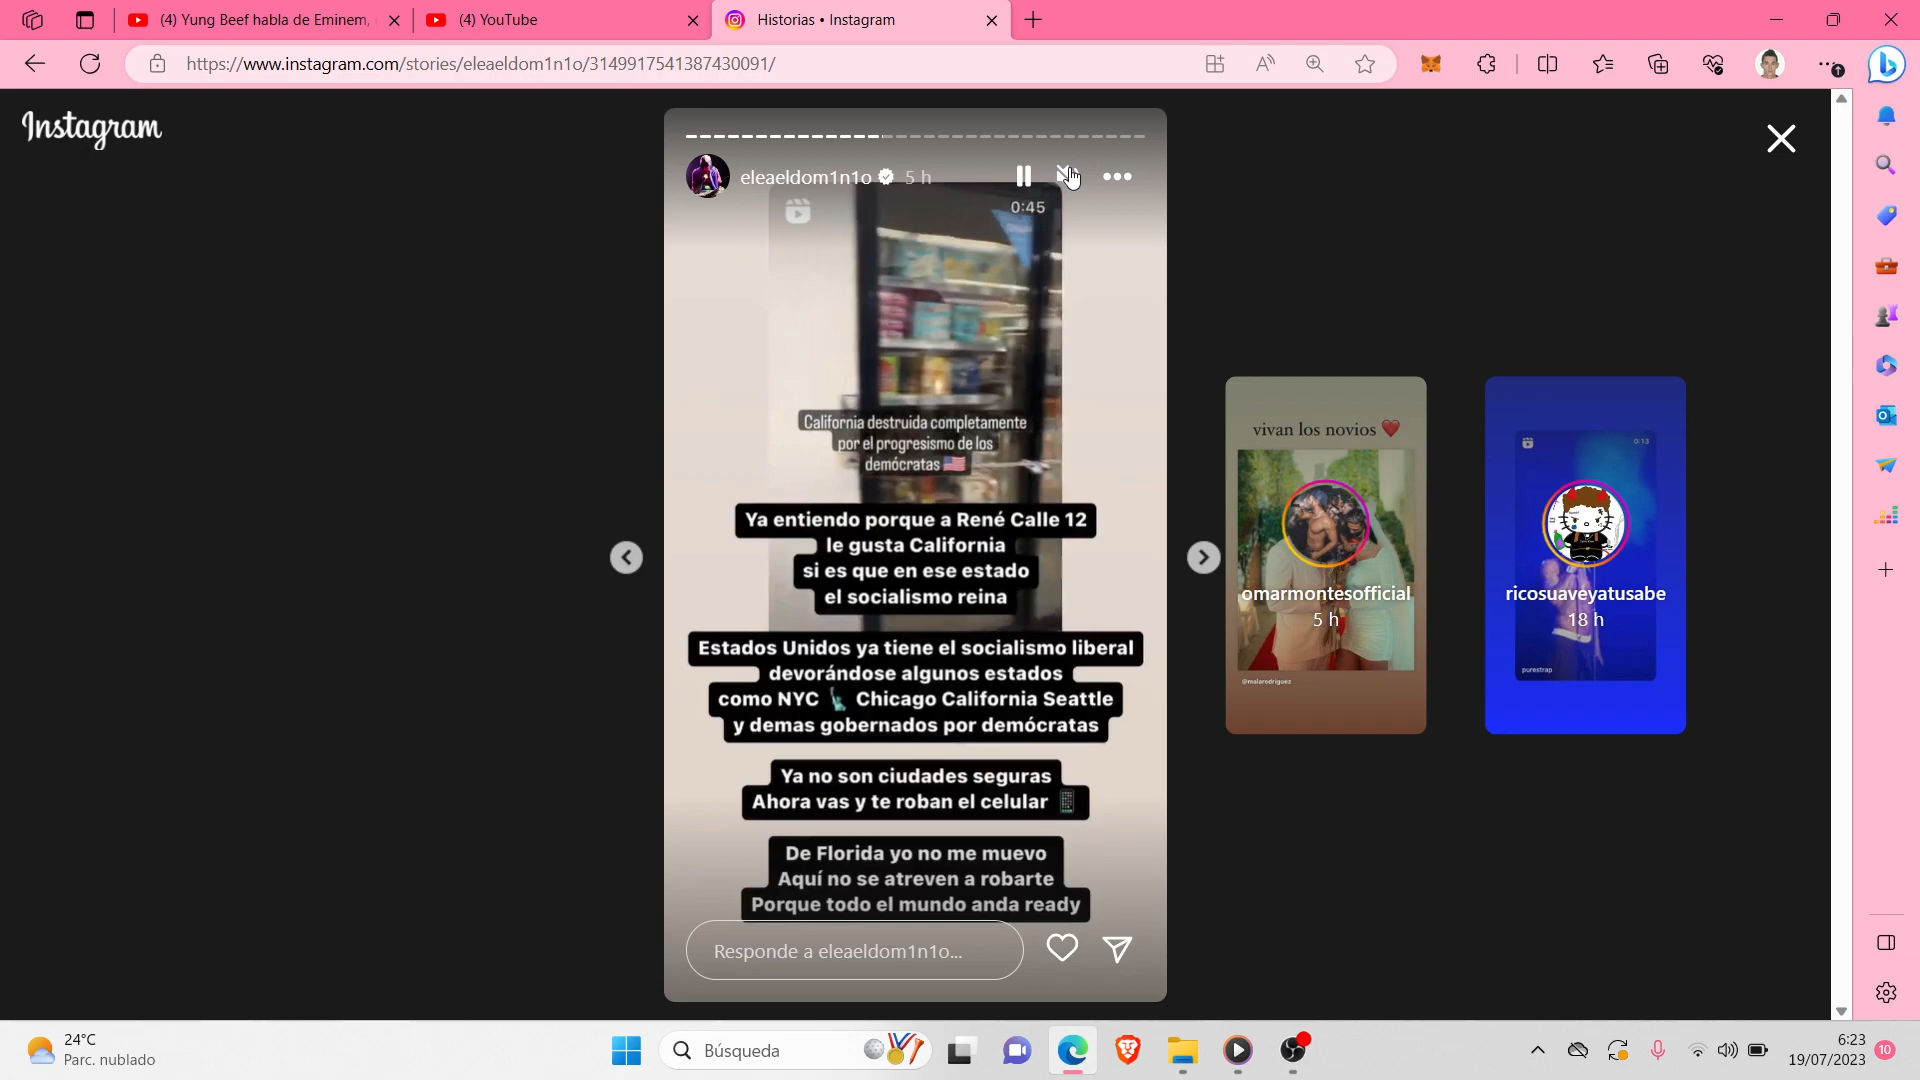 (4) Yung Beef habla de Eminem,
(4) YouTube
Historias • Instagram
https://www.instagram.com/stories/eleaeldom1n1o/3149917541387430091/
Instagram
eleaeldom1n1o
5 h
0:45
California destruida completamente
por el progresismo de los
demócratas 🇺🇸
Ya entiendo porque a René Calle 12
le gusta California
si es que en ese estado
el socialismo reina
Estados Unidos ya tiene el socialismo liberal
devorándose algunos estados
como NYC 🗽 Chicago California Seattle
y demas gobernados por demócratas
Ya no son ciudades seguras
Ahora vas y te roban el celular 📱
De Florida yo no me muevo
Aquí no se atreven a robarte
Porque todo el mundo anda ready
Responde a eleaeldom1n1o...
vivan los novios ❤️
omarmontesofficial
5 h
@malarodriguez
0:13
ricosuaveyatusabe
18 h
purestrap
24°C
Parc. nublado
Búsqueda
6:23
19/07/2023
10